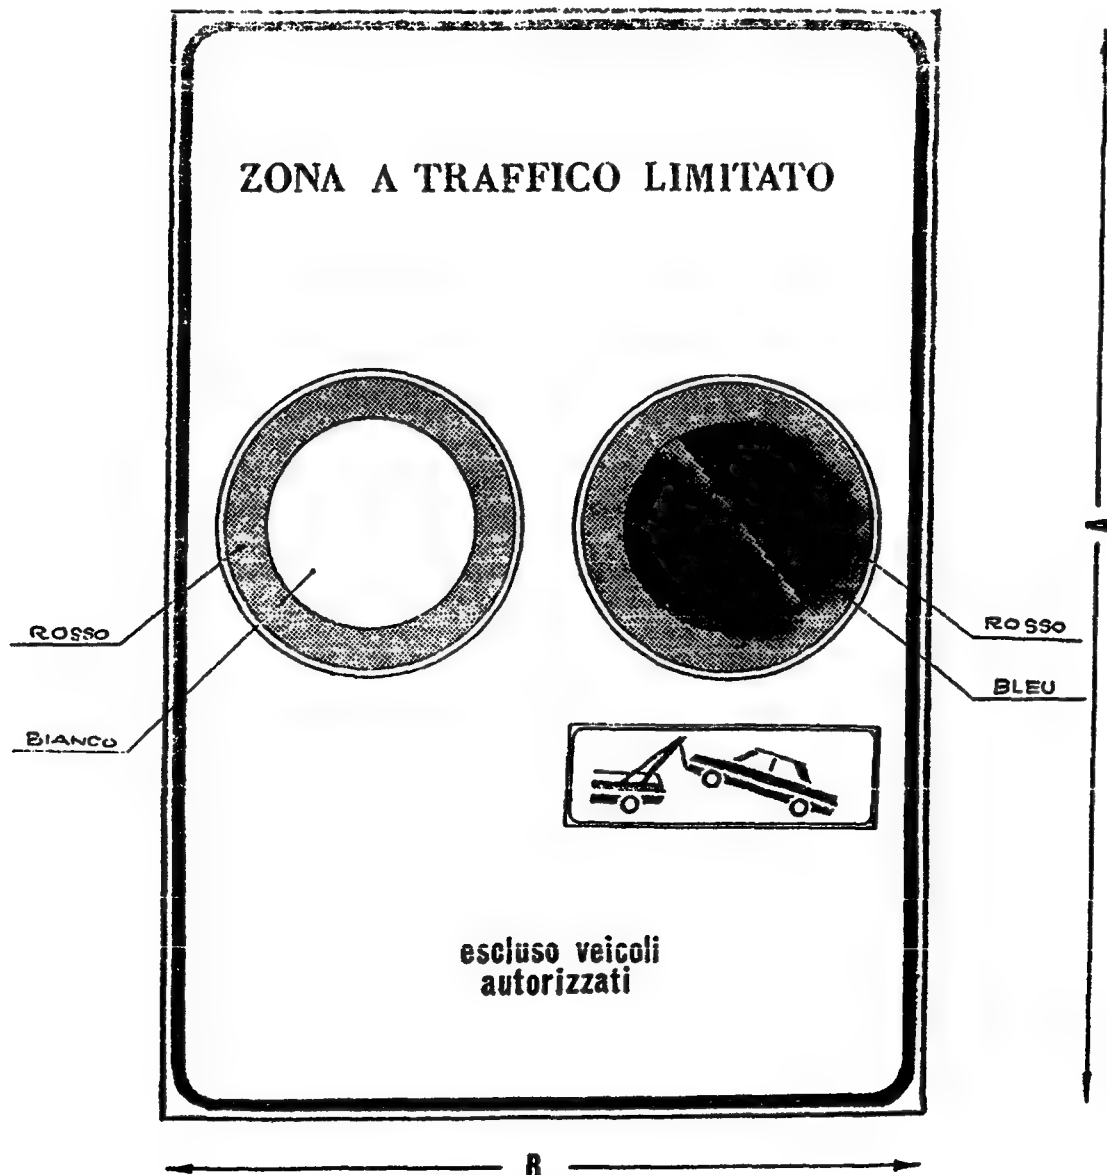 ZONA A TRAFFICO LIMITATO
A
ROSSO
ROSSO
BLEU
BIANCO
escluso veicoli
autorizzati
B